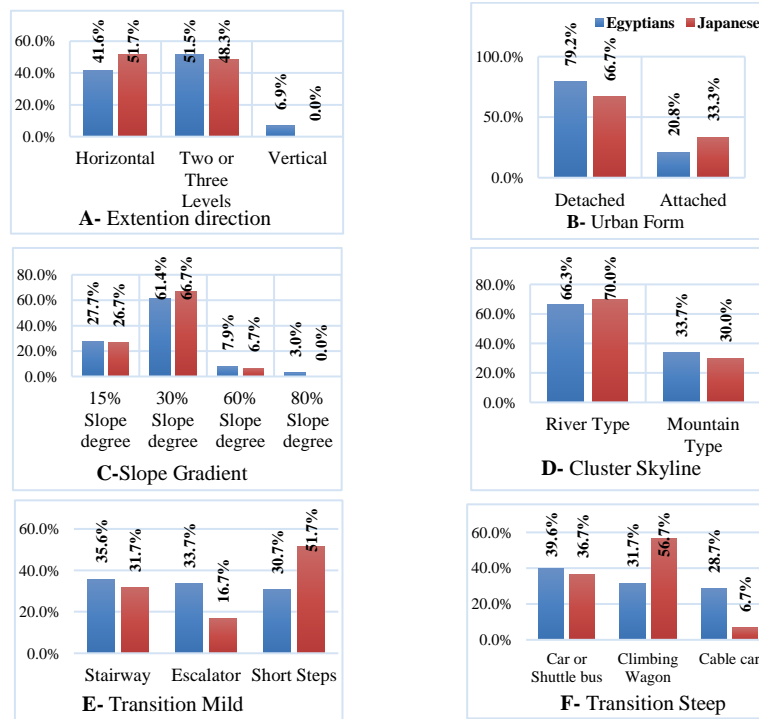 60.0%
40.0%
20.0%
0.0%
41.6%
51.7%
51.5%
48.3%
6.9%
0.0%
Horizontal
Two or
Three
Levels
Vertical
A- Extention direction
Egyptians Japanese
100.0%
50.0%
0.0%
79.2%
66.7%
20.8%
33.3%
Detached
Attached
B- Urban Form
80.0%
60.0%
40.0%
20.0%
0.0%
27.7%
26.7%
61.4%
66.7%
7.9%
6.7%
3.0%
0.0%
15%
Slope
degree
30%
Slope
degree
60%
Slope
degree
80%
Slope
degree
C-Slope Gradient
80.0%
60.0%
40.0%
20.0%
0.0%
66.3%
70.0%
33.7%
30.0%
River Type
Mountain
Type
D- Cluster Skyline
60.0%
40.0%
20.0%
0.0%
35.6%
31.7%
33.7%
16.7%
30.7%
51.7%
Stairway
Escalator
Short Steps
E- Transition Mild
60.0%
40.0%
20.0%
0.0%
39.6%
36.7%
31.7%
56.7%
28.7%
6.7%
Car or
Shuttle bus
Climbing
Wagon
Cable car
F- Transition Steep